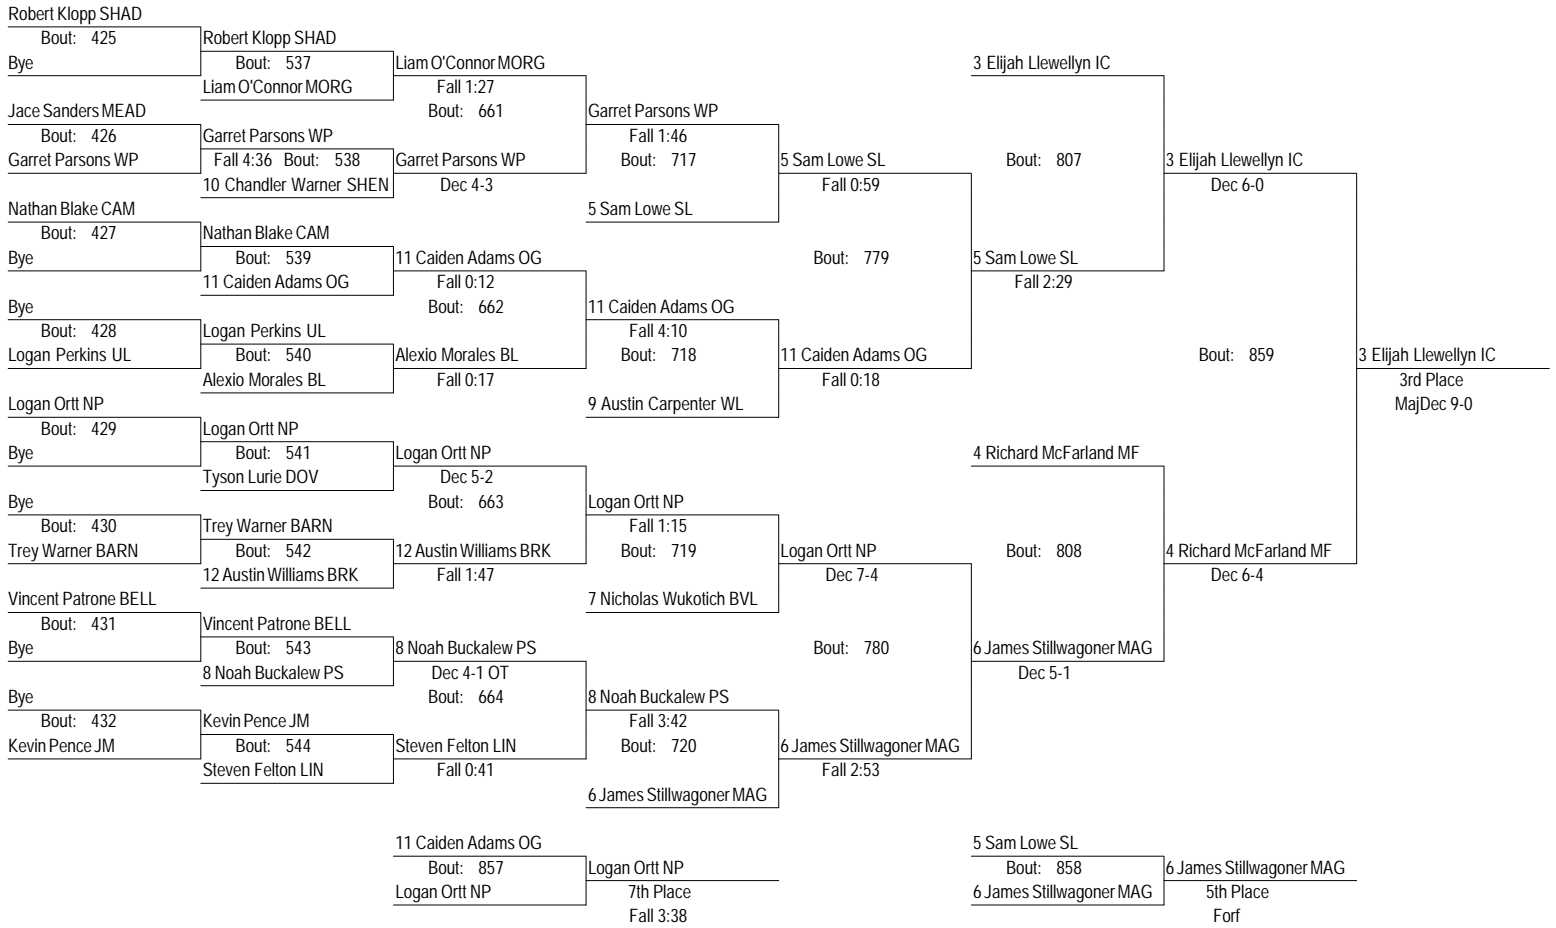 Robert Klopp SHAD
Bout: 425 Robert Klopp SHAD
Bye Bout: 537 Liam O'Connor MORG 3 Elijah Llewellyn IC
Liam O'Connor MORG Fall 1:27
Jace Sanders MEAD Bout: 661 Garret Parsons WP
Bout: 426 Garret Parsons WP Fall 1:46
Garret Parsons WP Fall 4:36 Bout: 538 Garret Parsons WP Bout: 717 5 Sam Lowe SL Bout: 807 3 Elijah Llewellyn IC
10 Chandler Warner SHEN Dec 4-3 Fall 0:59 Dec 6-0
Nathan Blake CAM 5 Sam Lowe SL
Bout: 427 Nathan Blake CAM
Bye Bout: 539 11 Caiden Adams OG Bout: 779 5 Sam Lowe SL
11 Caiden Adams OG Fall 0:12 Fall 2:29
Bye Bout: 662 11 Caiden Adams OG
Bout: 428 Logan Perkins UL Fall 4:10
Logan Perkins UL Bout: 540 Alexio Morales BL Bout: 718 11 Caiden Adams OG Bout: 859 3 Elijah Llewellyn IC
Alexio Morales BL Fall 0:17 Fall 0:18 3rd Place
Logan Ortt NP 9 Austin Carpenter WL MajDec 9-0
Bout: 429 Logan Ortt NP
Bye Bout: 541 Logan Ortt NP 4 Richard McFarland MF
Tyson Lurie DOV Dec 5-2
Bye Bout: 663 Logan Ortt NP
Bout: 430 Trey Warner BARN Fall 1:15
Trey Warner BARN Bout: 542 12 Austin Williams BRK Bout: 719 Logan Ortt NP Bout: 808 4 Richard McFarland MF
12 Austin Williams BRK Fall 1:47 Dec 7-4 Dec 6-4
Vincent Patrone BELL 7 Nicholas Wukotich BVL
Bout: 431 Vincent Patrone BELL
Bye Bout: 543 8 Noah Buckalew PS Bout: 780 6 James Stillwagoner MAG
8 Noah Buckalew PS Dec 4-1 OT Dec 5-1
Bye Bout: 664 8 Noah Buckalew PS
Bout: 432 Kevin Pence JM Fall 3:42
Kevin Pence JM Bout: 544 Steven Felton LIN Bout: 720 6 James Stillwagoner MAG
Steven Felton LIN Fall 0:41 Fall 2:53
6 James Stillwagoner MAG
11 Caiden Adams OG 5 Sam Lowe SL
Bout: 857 Logan Ortt NP Bout: 858 6 James Stillwagoner MAG
Logan Ortt NP 7th Place 6 James Stillwagoner MAG 5th Place
Fall 3:38 Forf